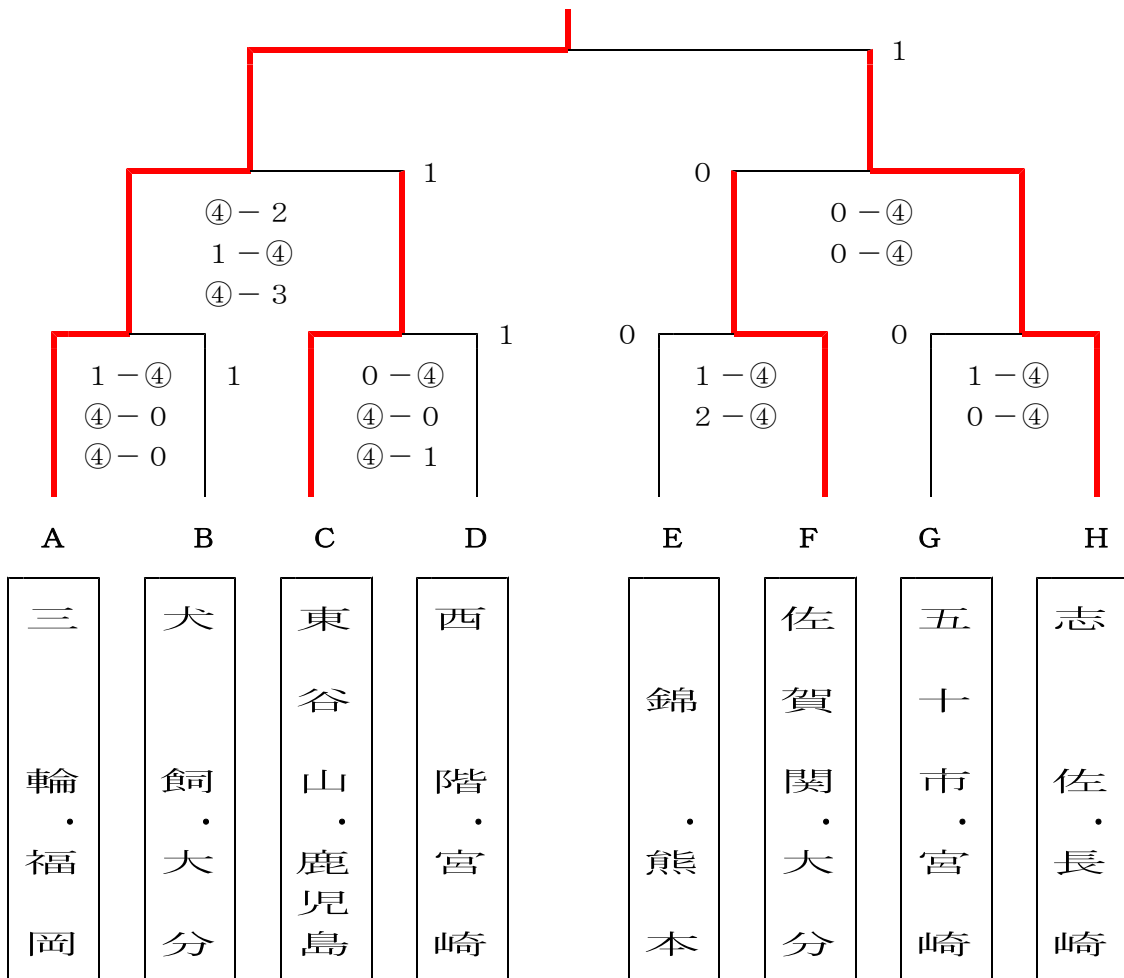 1
1
0
④－2
1－④
④－3
0－④
0－④
1
0
0
1－④
④－0
④－0
1
0－④
④－0
④－1
1－④
2－④
1－④
0－④
A
B
C
D
E
F
G
H
三輪・福岡
犬飼・大分
東谷山・鹿児島
西階・宮崎
錦・熊本
佐賀関・大分
五十市・宮崎
志佐・長崎